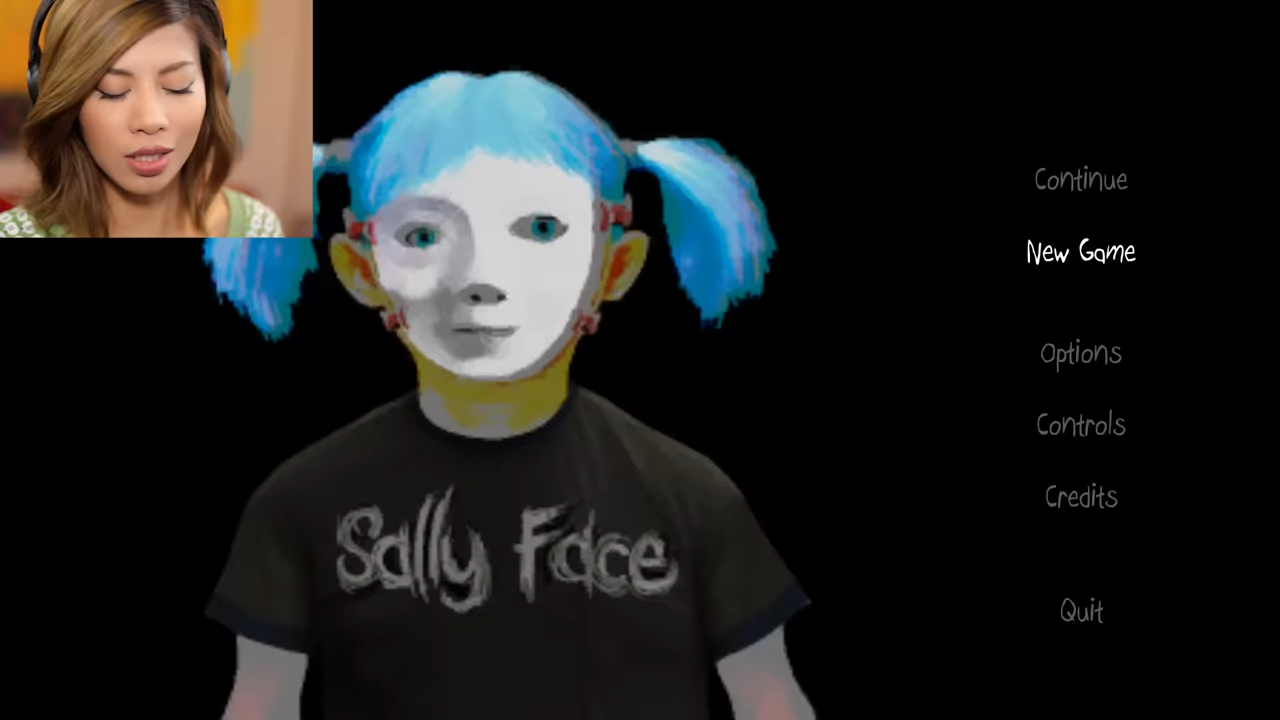 Continue
New Game
Options
Controls
Credits
Quit
Sally Face